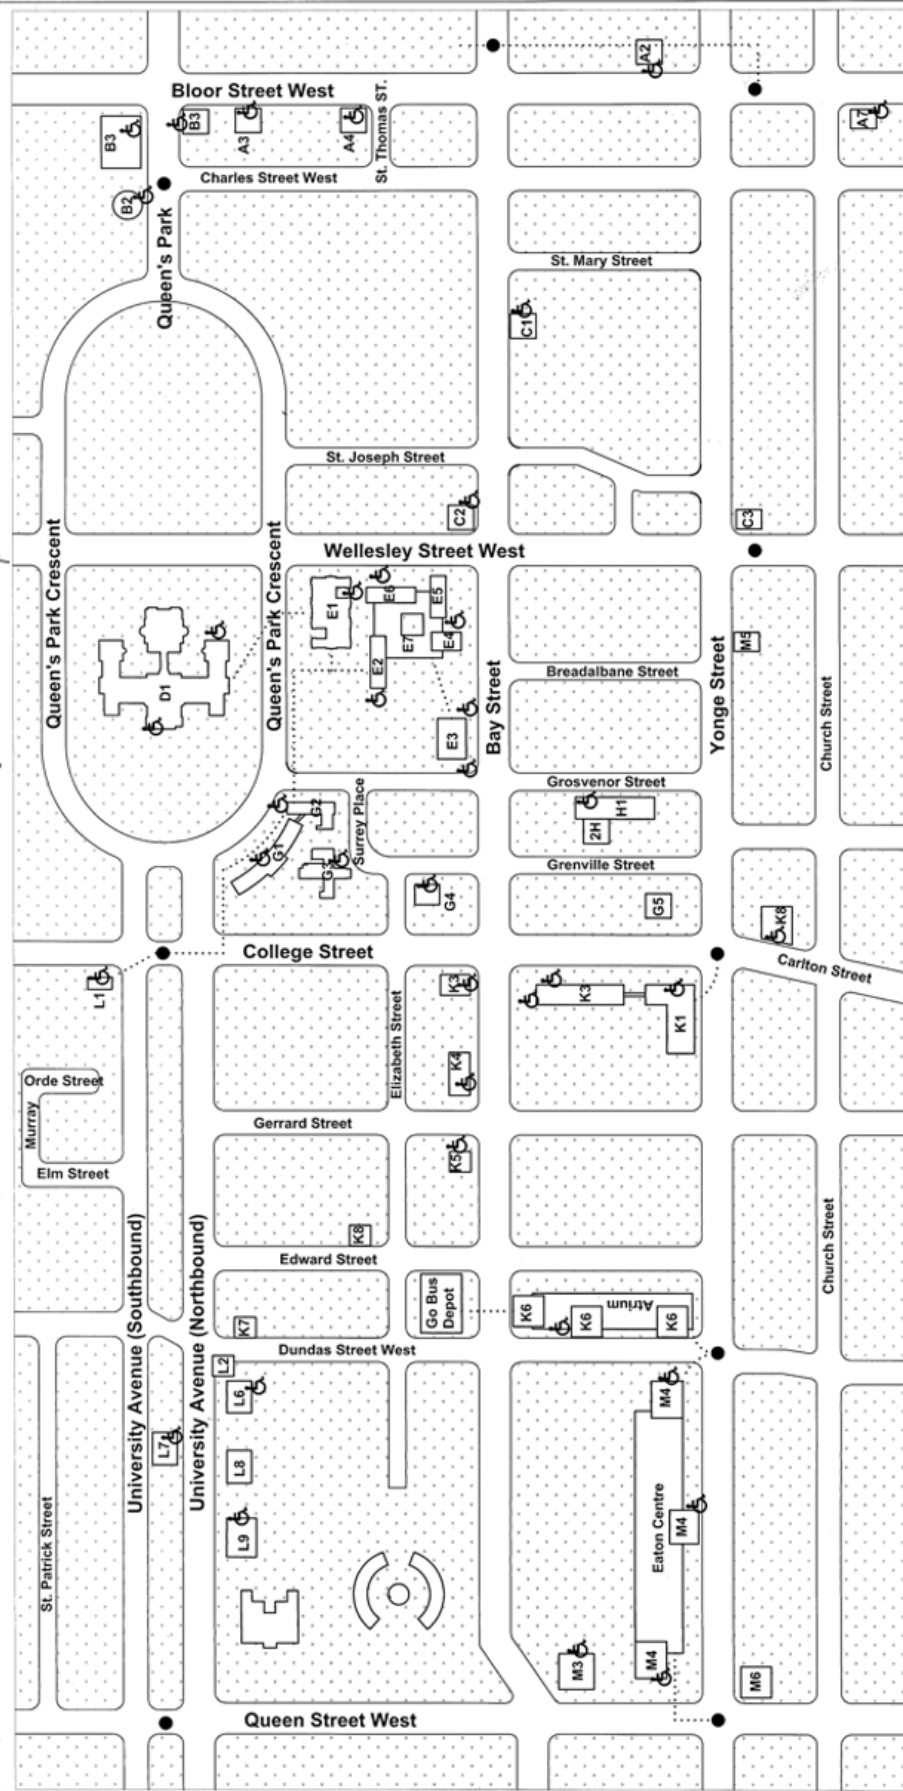 A2
Bloor Street West
B3
B3
A3
A4
St. Thomas ST.
A7
Charles Street West
B2
Queen's Park
St. Mary Street
C1
St. Joseph Street
C2
C3
Wellesley Street West
Queen's Park Crescent
Queen's Park Crescent
E1
E6
E5
E7
E4
E2
E3
D1
M5
Breadalbane Street
Bay Street
Yonge Street
Church Street
Grosvenor Street
G2
G1
Surrey Place
H1
2H
Grenville Street
G4
G5
K8
College Street
Carlton Street
L1
K3
K3
K1
Elizabeth Street
K4
Orde Street
Murray
Gerrard Street
K5
Elm Street
University Avenue (Southbound)
University Avenue (Northbound)
K8
Church Street
Edward Street
Go Bus
Depot
K6
Atrium
K6
K6
K7
Dundas Street West
L2
L6
M4
L7
L8
St. Patrick Street
L9
Eaton Centre
M4
M3
M4
M6
Queen Street West